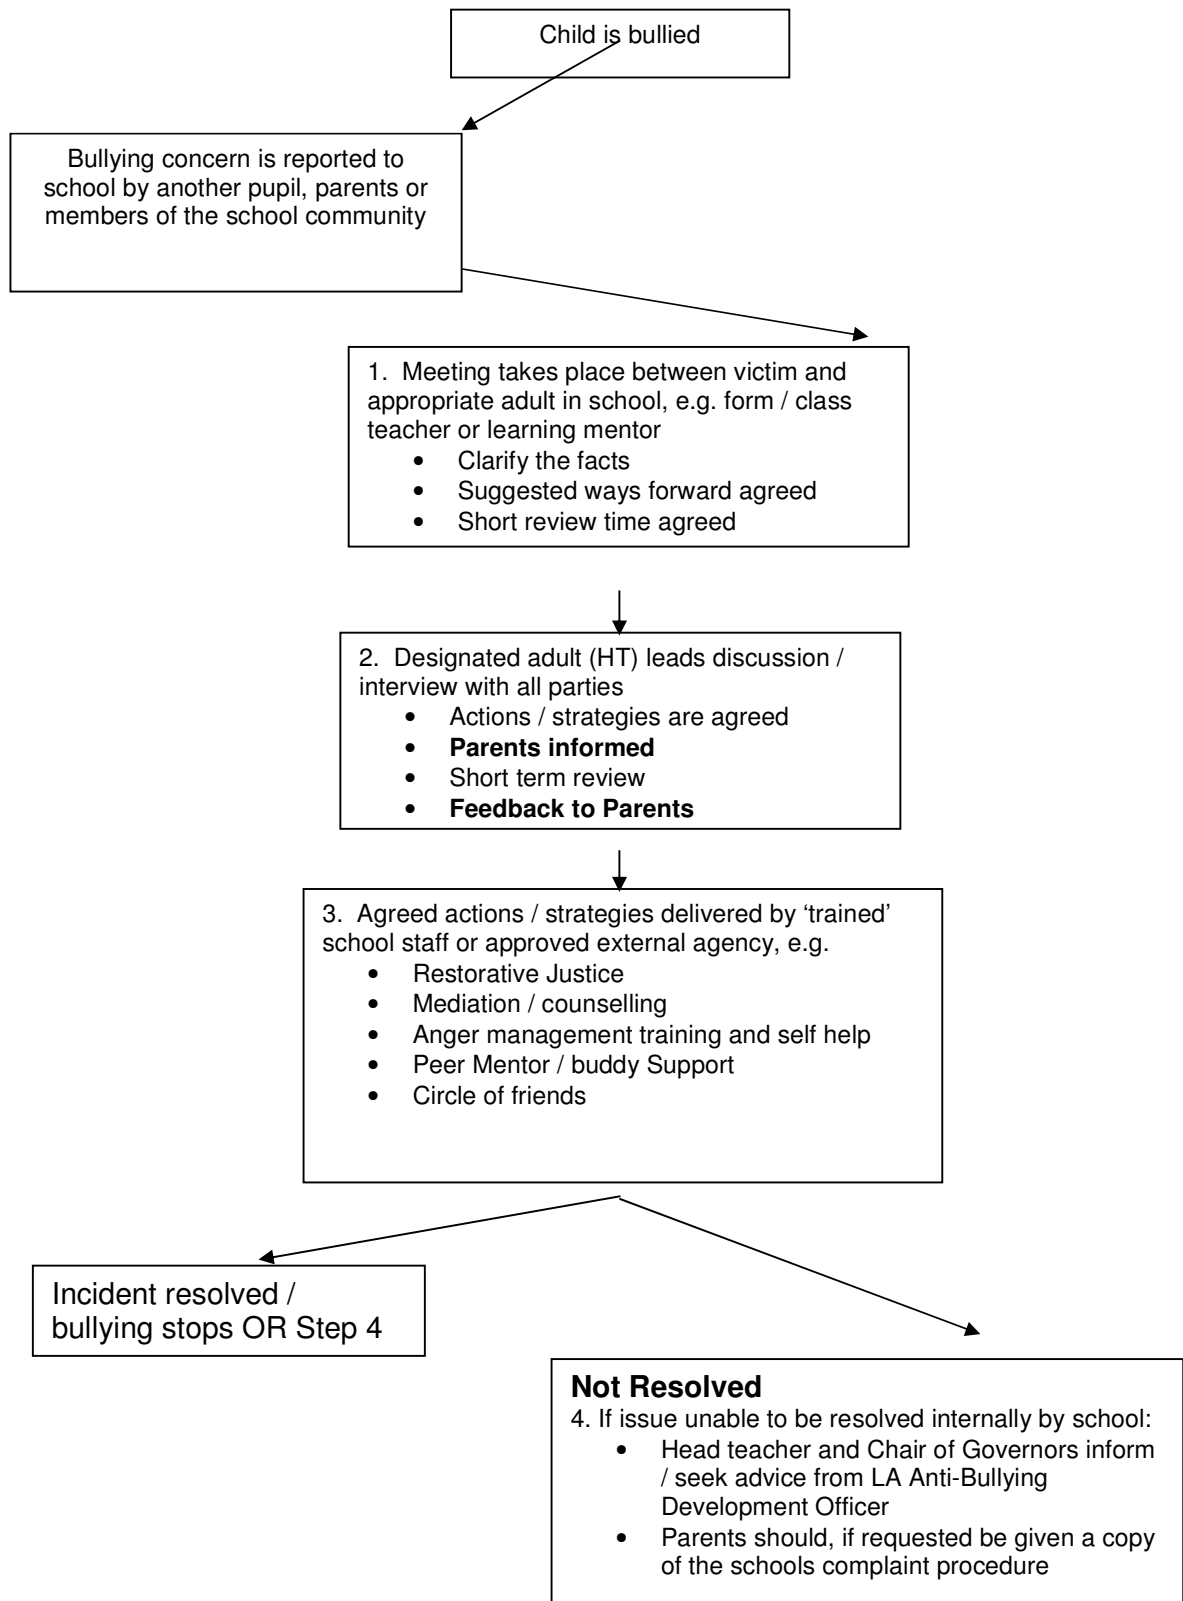 Child is bullied
Bullying concern is reported to
school by another pupil, parents or
members of the school community
1. Meeting takes place between victim and
appropriate adult in school, e.g. form / class
teacher or learning mentor
• Clarify the facts
• Suggested ways forward agreed
• Short review time agreed
2. Designated adult (HT) leads discussion /
interview with all parties
• Actions / strategies are agreed
• Parents informed
• Short term review
• Feedback to Parents
3. Agreed actions / strategies delivered by ‘trained’
school staff or approved external agency, e.g.
• Restorative Justice
• Mediation / counselling
• Anger management training and self help
• Peer Mentor / buddy Support
• Circle of friends
Incident resolved /
bullying stops OR Step 4
Not Resolved
4. If issue unable to be resolved internally by school:
• Head teacher and Chair of Governors inform
/ seek advice from LA Anti-Bullying
Development Officer
• Parents should, if requested be given a copy
of the schools complaint procedure